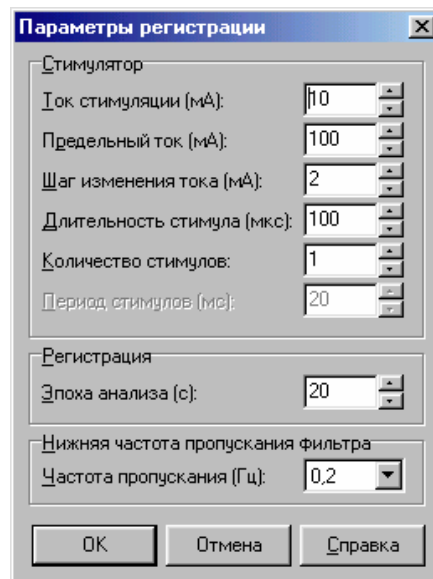 Параметры регистрации
Стимулятор
Ток стимуляции (мА): 10
Предельный ток (мА): 100
Шаг изменения тока (мА): 2
Длительность стимула (мкс): 100
Количество стимулов: 1
Период стимулов (мс): 20
Регистрация
Эпоха анализа (с): 20
Нижняя частота пропускания фильтра
Частота пропускания (Гц): 0,2
OK Отмена Справка